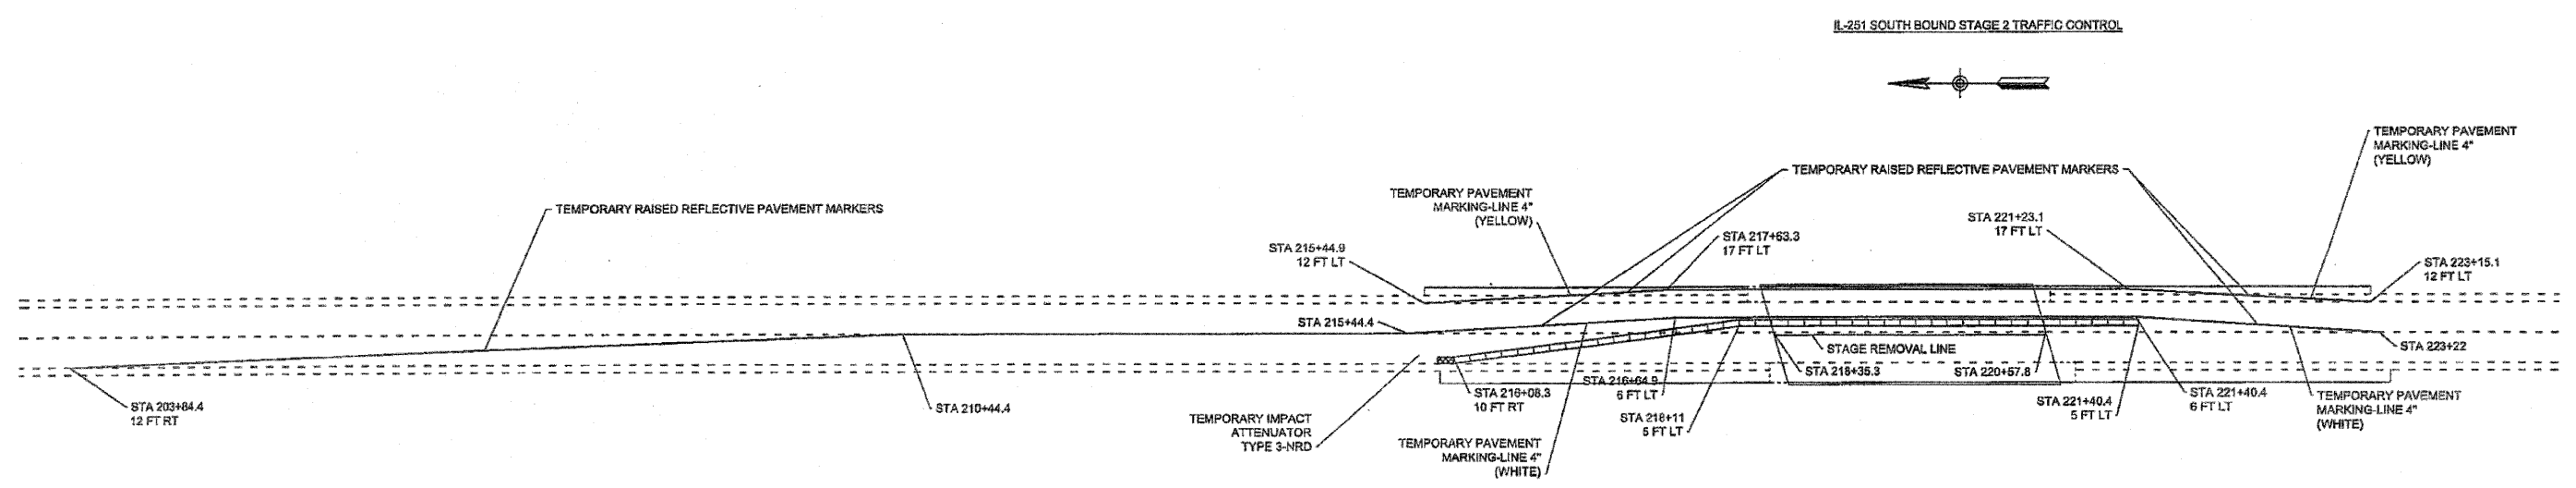 IL-251 SOUTH BOUND STAGE 2 TRAFFIC CONTROL
TEMPORARY PAVEMENT
MARKING-LINE 4"
(YELLOW)
TEMPORARY RAISED REFLECTIVE PAVEMENT MARKERS
TEMPORARY PAVEMENT
MARKING-LINE 4"
(YELLOW)
TEMPORARY RAISED REFLECTIVE PAVEMENT MARKERS
STA 221+23.1
17 FT LT
STA 217+63.3
17 FT LT
STA 215+44.9
12 FT LT
STA 223+15.1
12 FT LT
STA 215+44.4
STA 223+22
STAGE REMOVAL LINE
STA 218+35.3
STA 220+57.8
STA 216+64.9
6 FT LT
STA 216+08.3
10 FT RT
STA 221+40.4
6 FT LT
STA 221+40.4
5 FT LT
TEMPORARY PAVEMENT
MARKING-LINE 4"
(WHITE)
STA 203+84.4
12 FT RT
STA 210+44.4
STA 218+11
5 FT LT
TEMPORARY IMPACT
ATTENUATOR
TYPE 3-NRD
TEMPORARY PAVEMENT
MARKING-LINE 4"
(WHITE)